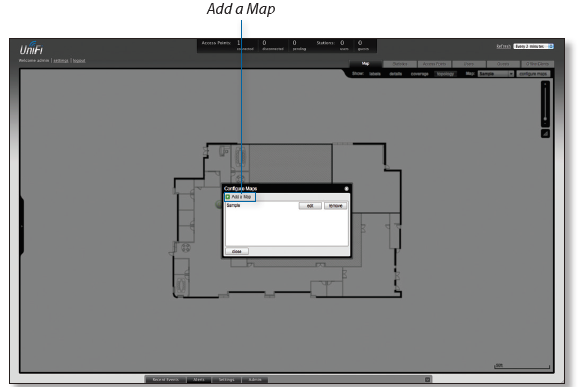 Add a Map
UniFi
Access Points: 1 connected 0 disconnected 0 pending Stations: 0 users 0 guests
Refresh Every 2 minutes
Welcome admin | settings | logout
Map Access Points Users Guests
Show: labels details coverage topology Map: Sample configure maps
Configure Maps
Add a Map
Sample edit remove
close
Recent Events Alerts Settings Admin